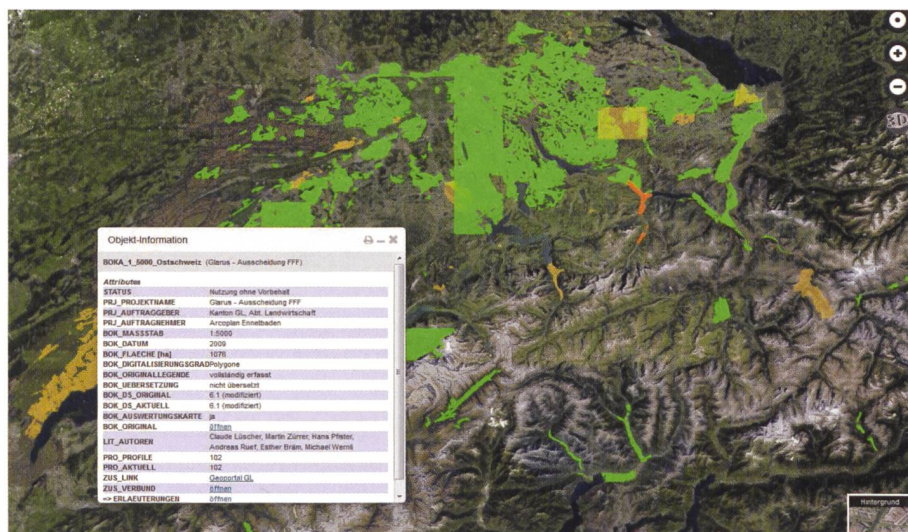 Objekt-Information
BOKA_1_5000_Ostschweiz (Glarus - Ausscheidung FFF)
Attributes
STATUS Nutzung ohne Vorbehalt
PRJ_PROJEKTNAME Glarus - Ausscheidung FFF
PRJ_AUFTRAGGEBER Kanton GL, Abt. Landwirtschaft
PRJ_AUFTRAGNEHMER Arcoplan Ennetbaden
BOK_MASSSTAB 1:5000
BOK_DATUM 2009
BOK_FLAECHE [ha] 1076
BOK_DIGITALISIERUNGSGRAD Polygone
BOK_ORIGINALLEGENDE vollständig erfasst
BOK_UEBERSETZUNG nicht übersetzt
BOK_DS_ORIGINAL 6.1 (modifiziert)
BOK_DS_AKTUELL 6.1 (modifiziert)
BOK_AUSWERTUNGSKARTE ja
BOK_ORIGINAL öffnen
LIT_AUTOREN Claude Lüscher, Martin Zürrer, Hans Pfister,
Andreas Ruef, Esther Bräm, Michael Wernli
PRO_PROFILE 102
PRO_AKTUELL 102
ZUS_LINK Geoportal GL
ZUS_VERBUND öffnen
=> ERLAEUTERUNGEN öffnen
3D
Hintergrund